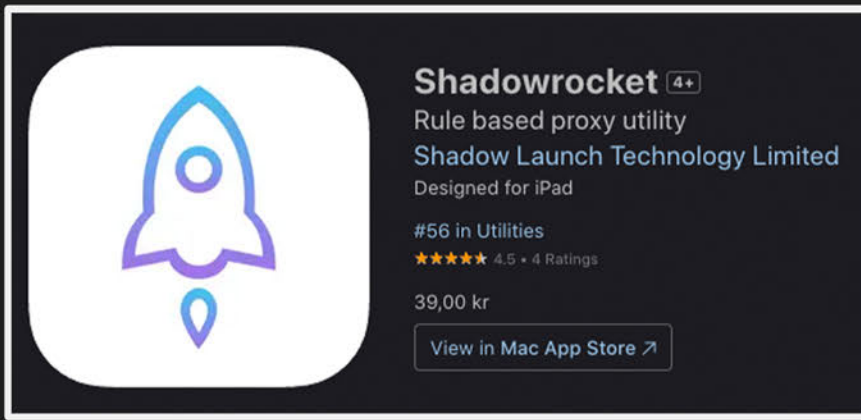 Shadowrocket 4+
Rule based proxy utility
Shadow Launch Technology Limited
Designed for iPad
#56 in Utilities
★★★★★ 4.5 • 4 Ratings
39,00 kr
View in Mac App Store ↗